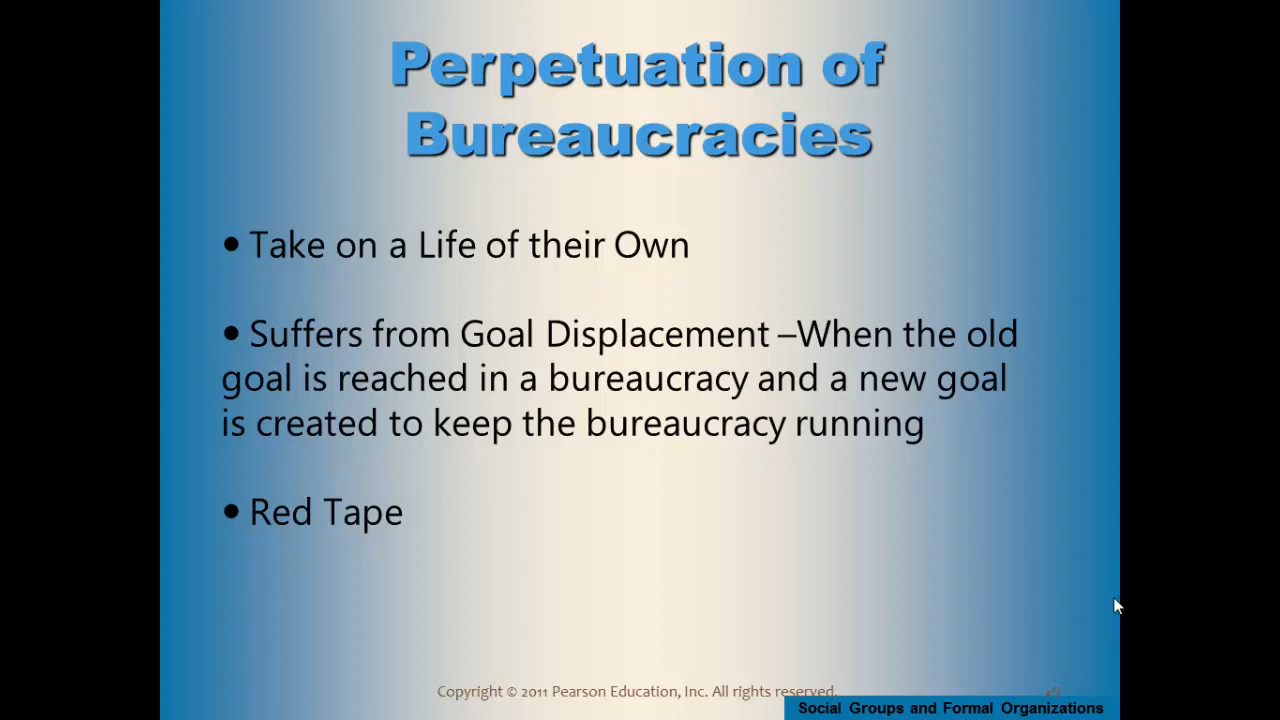 Perpetuation of
Bureaucracies
• Take on a Life of their Own
• Suffers from Goal Displacement –When the old
goal is reached in a bureaucracy and a new goal
is created to keep the bureaucracy running
• Red Tape
Copyright © 2011 Pearson Education, Inc. All rights reserved.
•9
Social Groups and Formal Organizations